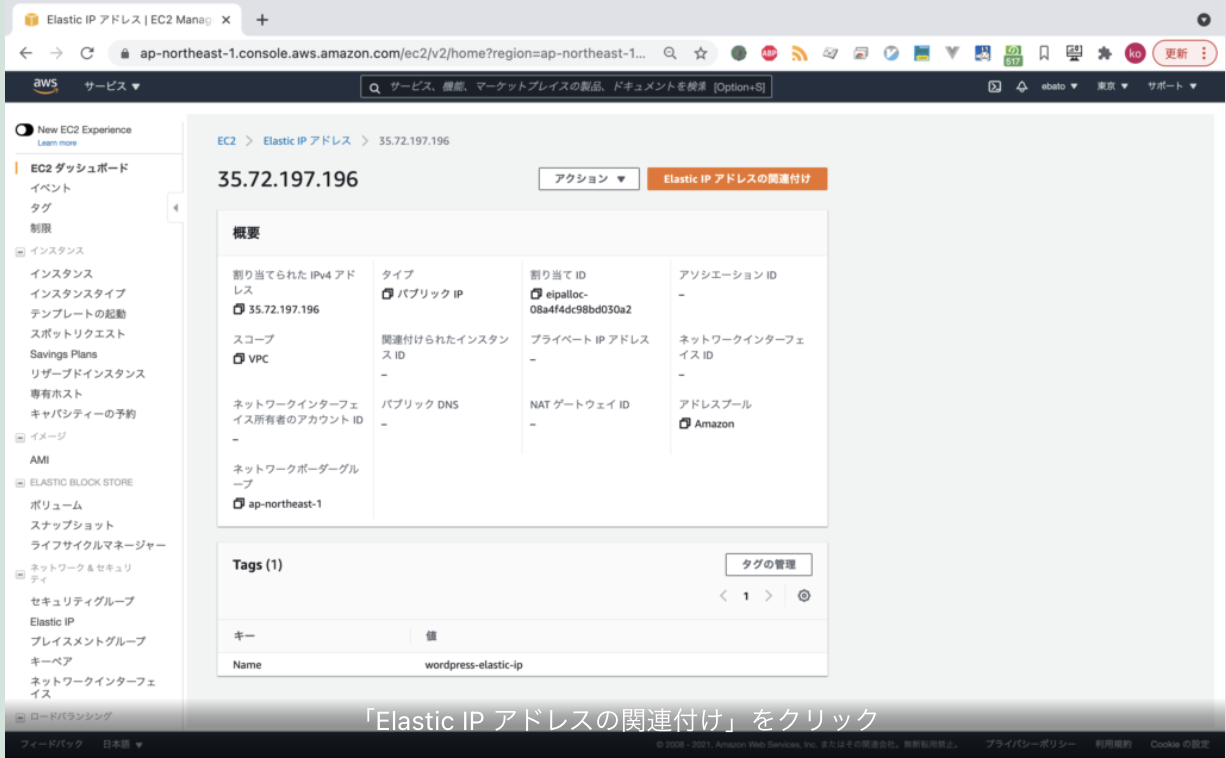 Elastic IP アドレス | EC2 Manag
ap-northeast-1.console.aws.amazon.com/ec2/v2/home?region=ap-northeast-1...
ABP
517
ko
更新
aws
サービス
サービス、機能、マーケットプレイスの製品、ドキュメントを検索 [Option+S]
ebato
東京
サポート
New EC2 Experience
Learn more
EC2 ダッシュボード
イベント
タグ
制限
インスタンス
インスタンス
インスタンスタイプ
テンプレートの起動
スポットリクエスト
Savings Plans
リザーブドインスタンス
専有ホスト
キャパシティーの予約
イメージ
AMI
ELASTIC BLOCK STORE
ボリューム
スナップショット
ライフサイクルマネージャー
ネットワーク & セキュリ
ティ
セキュリティグループ
Elastic IP
プレイスメントグループ
キーペア
ネットワークインターフェ
イス
ロードバランシング
EC2 > Elastic IP アドレス > 35.72.197.196
35.72.197.196
アクション
Elastic IP アドレスの関連付け
概要
割り当てられた IPv4 アド
レス
35.72.197.196
タイプ
パブリック IP
割り当て ID
eipalloc-
08a4f4dc98bd030a2
アソシエーション ID
–
スコープ
VPC
関連付けられたインスタン
ス ID
–
プライベート IP アドレス
–
ネットワークインターフェ
イス ID
–
ネットワークインターフェ
イス所有者のアカウント ID
–
パブリック DNS
–
NAT ゲートウェイ ID
–
アドレスプール
Amazon
ネットワークボーダーグル
ープ
ap-northeast-1
Tags (1)
タグの管理
1
キー 値
Name wordpress-elastic-ip
「Elastic IP アドレスの関連付け」をクリック
フィードバック 日本語
© 2008 - 2021, Amazon Web Services, Inc. またはその関連会社。無断転用禁止。
プライバシーポリシー 利用規約 Cookie の設定